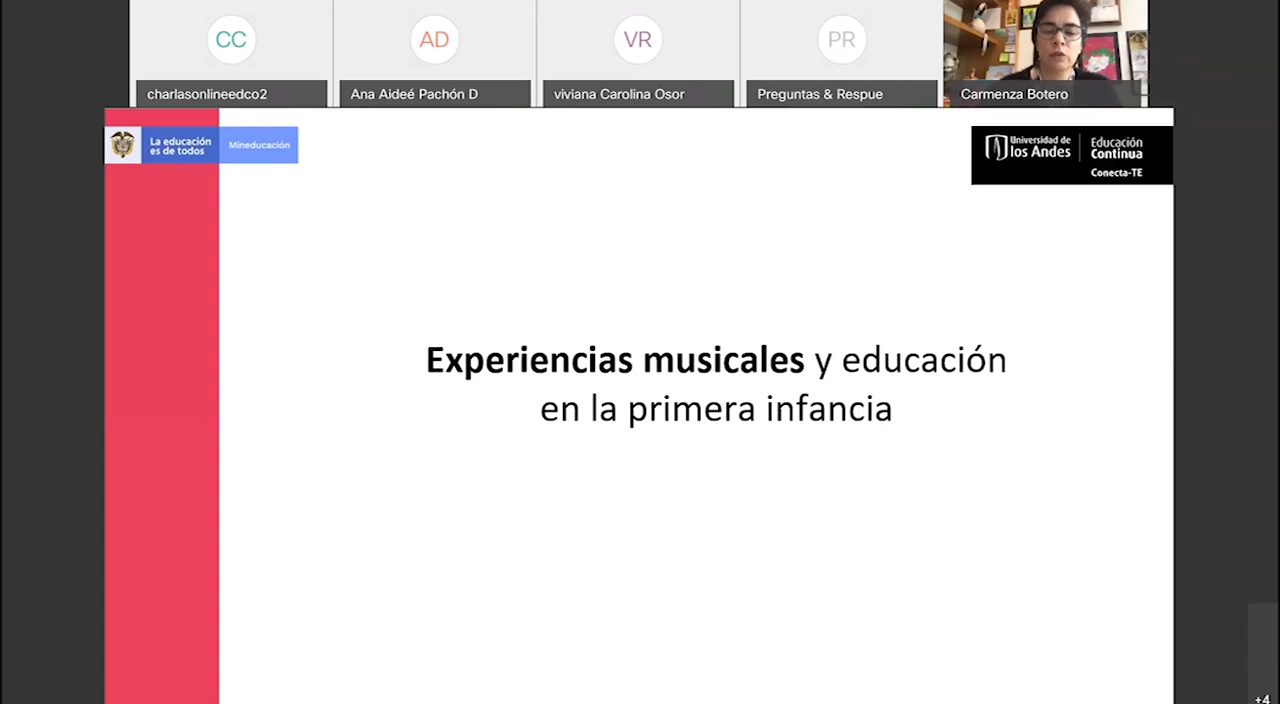 CC
AD
VR
PR
charlasonlineedco2
Ana Aideé Pachón D
viviana Carolina Osor
Preguntas & Respue
Carmenza Botero
La educación
es de todos
Mineducación
Universidad de
los Andes
Educación
Continua
Conecta-TE
Experiencias musicales y educación
en la primera infancia
+4